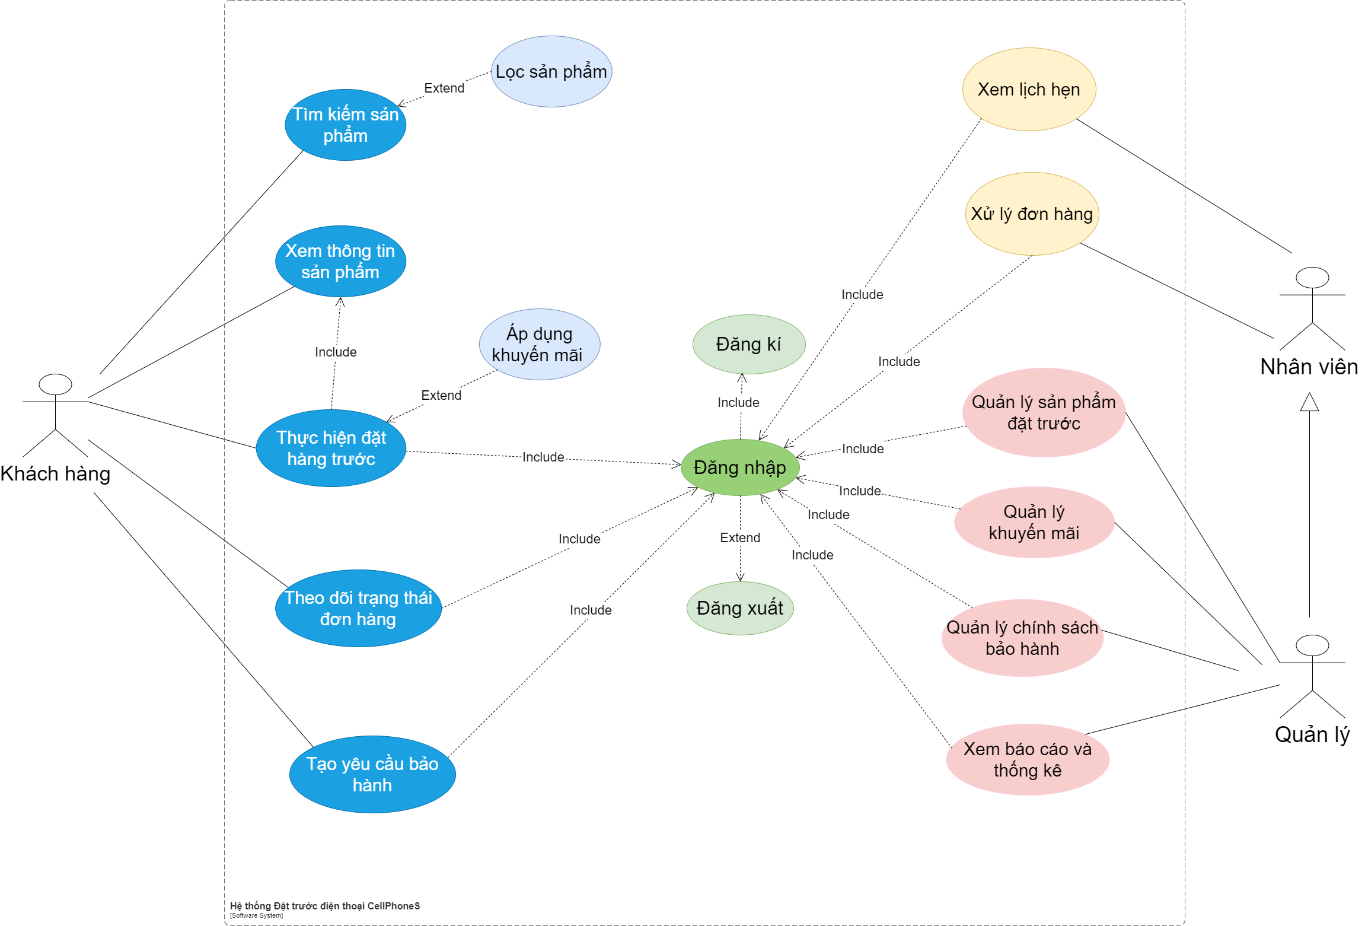 Lọc sản phẩm
Extend
Tìm kiếm sản
phẩm
Xem lịch hẹn
Xem thông tin
sản phẩm
Xử lý đơn hàng
Include
Include
Áp dụng
khuyến mãi
Extend
Đăng kí
Include
Include
Nhân viên
Khách hàng
Thực hiện đặt
hàng trước
Include
Đăng nhập
Quản lý sản phẩm
đặt trước
Include
Quản lý
khuyến mãi
Include
Include
Include
Extend
Include
Theo dõi trạng thái
đơn hàng
Include
Đăng xuất
Quản lý chính sách
bảo hành
Tạo yêu cầu bảo
hành
Xem báo cáo và
thống kê
Quản lý
Hệ thống Đặt trước điện thoại CellPhoneS
[Software System]